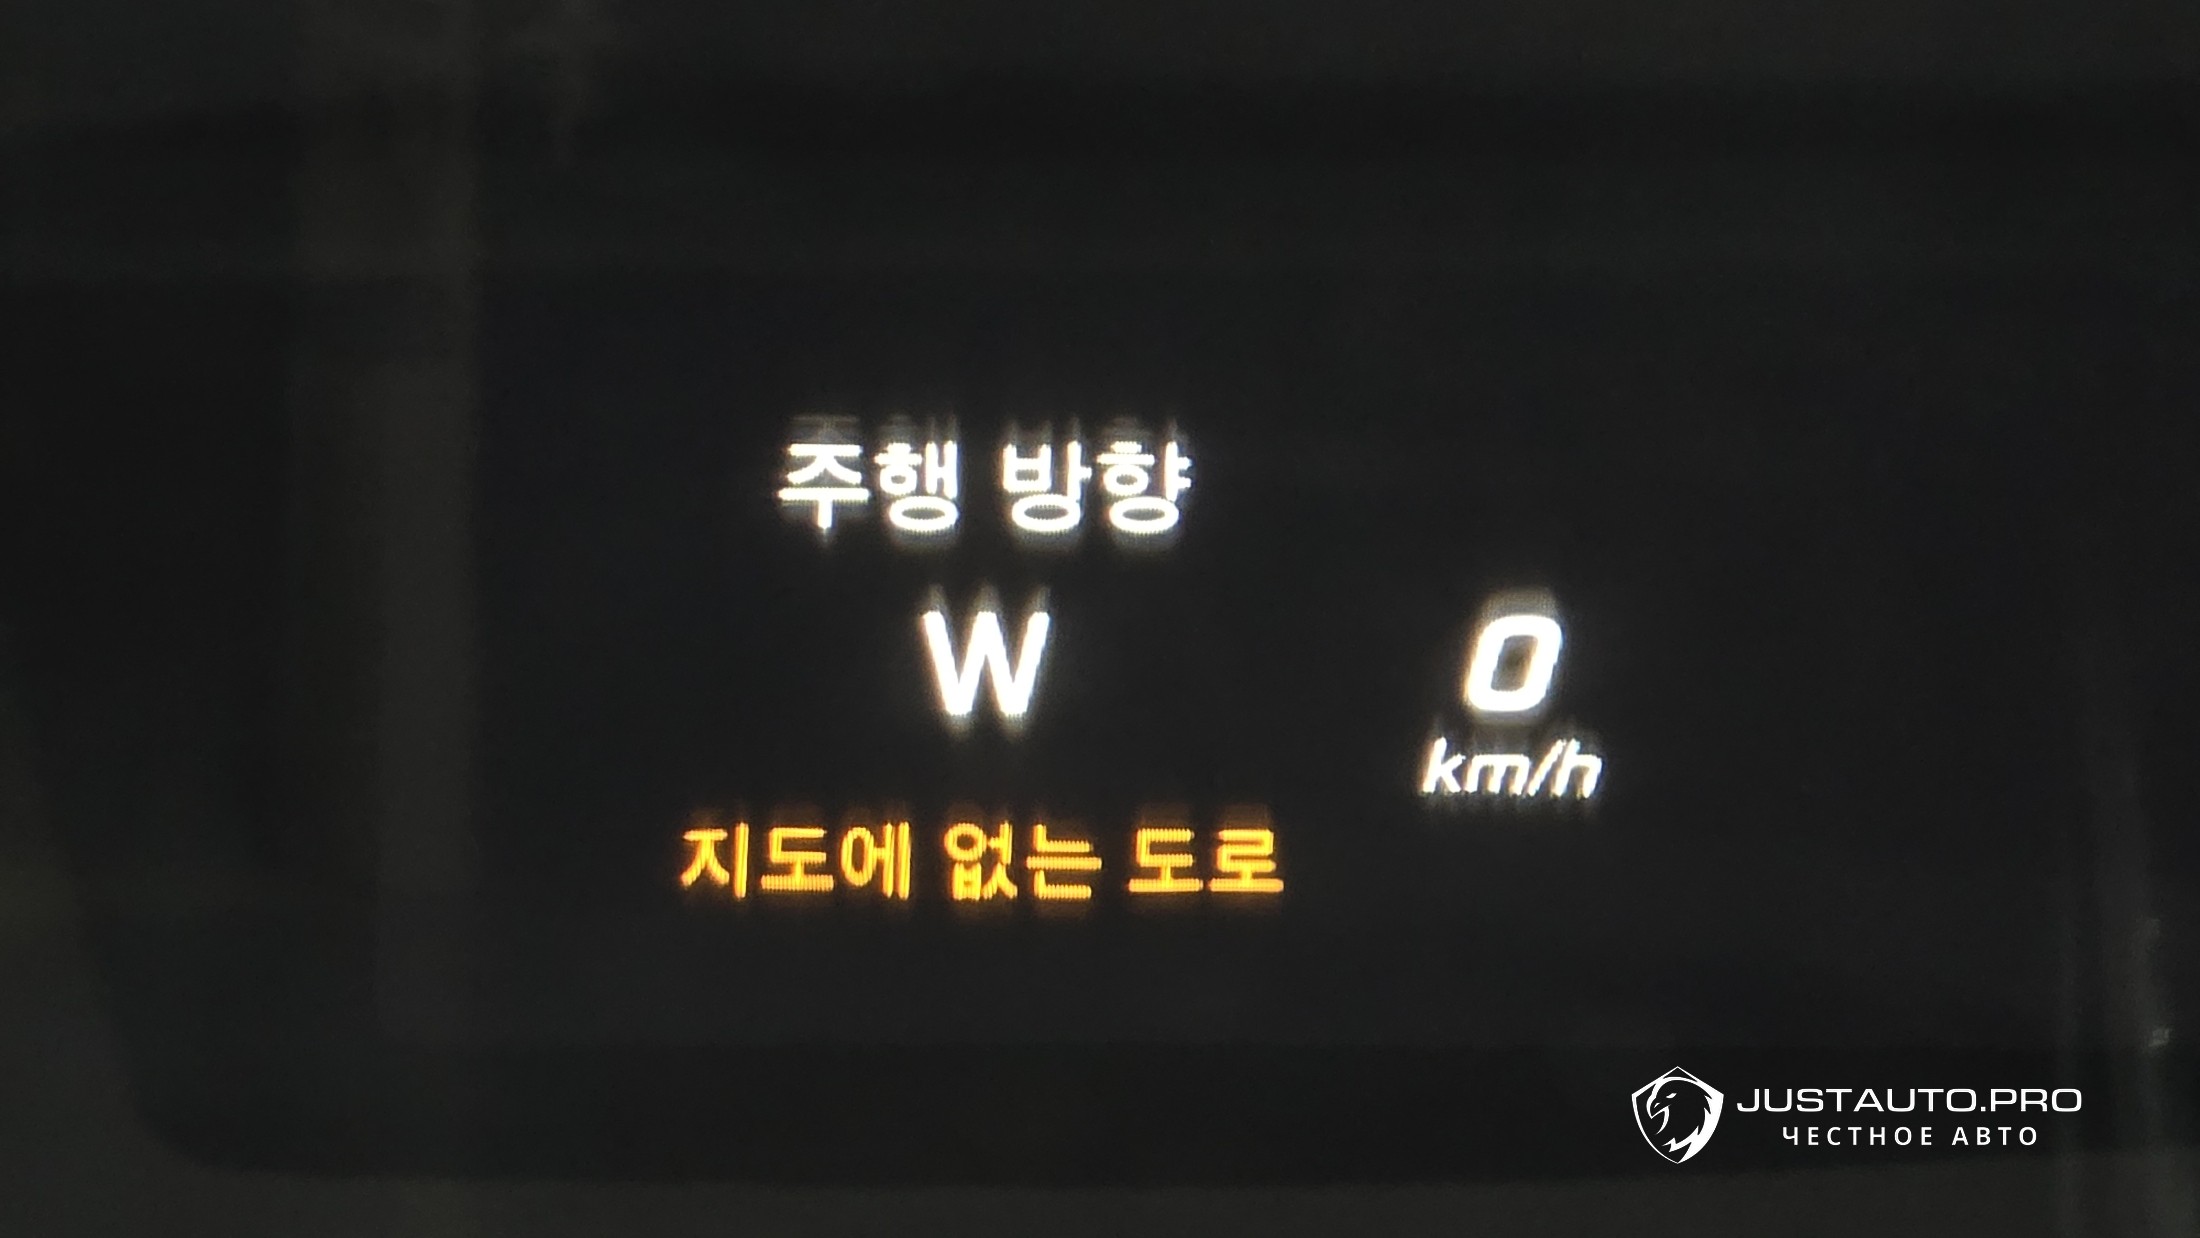 주행 방향
W
0
km/h
지도에 없는 도로
JUSTAUTO.PRO
ЧЕСТНОЕ АВТО